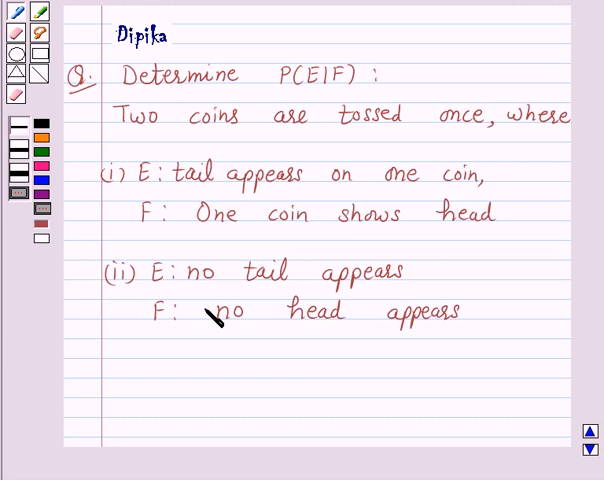 Dipika
Q. Determine P(E|F) :
Two coins are tossed once, where
(i) E: tail appears on one coin,
F: One coin shows head
(ii) E: no tail appears
F: no head appears